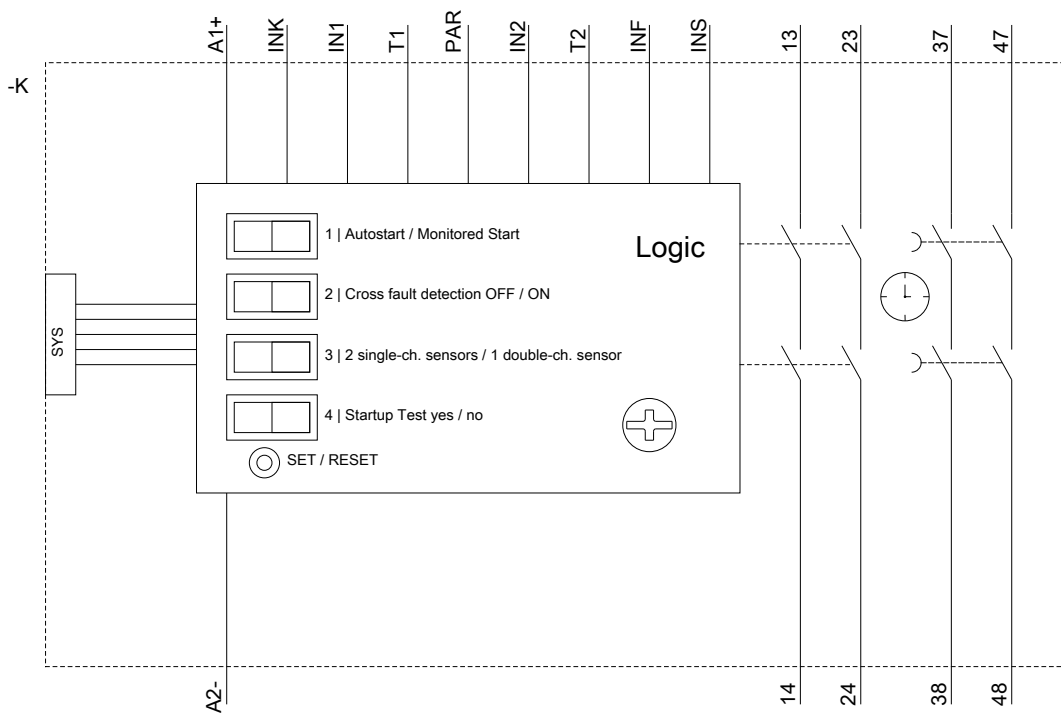 A1+
INK
IN1
T1
PAR
IN2
T2
INF
INS
13
23
37
47
-K
1 | Autostart / Monitored Start
Logic
2 | Cross fault detection OFF / ON
SYS
3 | 2 single-ch. sensors / 1 double-ch. sensor
4 | Startup Test yes / no
SET / RESET
A2-
14
24
38
48